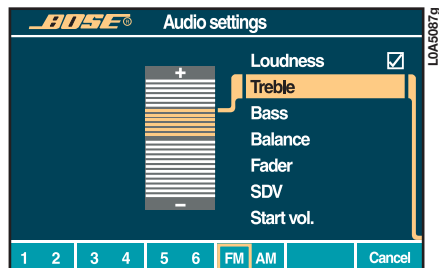 BOSE® Audio settings
+
Loudness
Treble
Bass
Balance
Fader
SDV
Start vol.
–
1 2 3 4 5 6 FM AM Cancel
L0A5087g